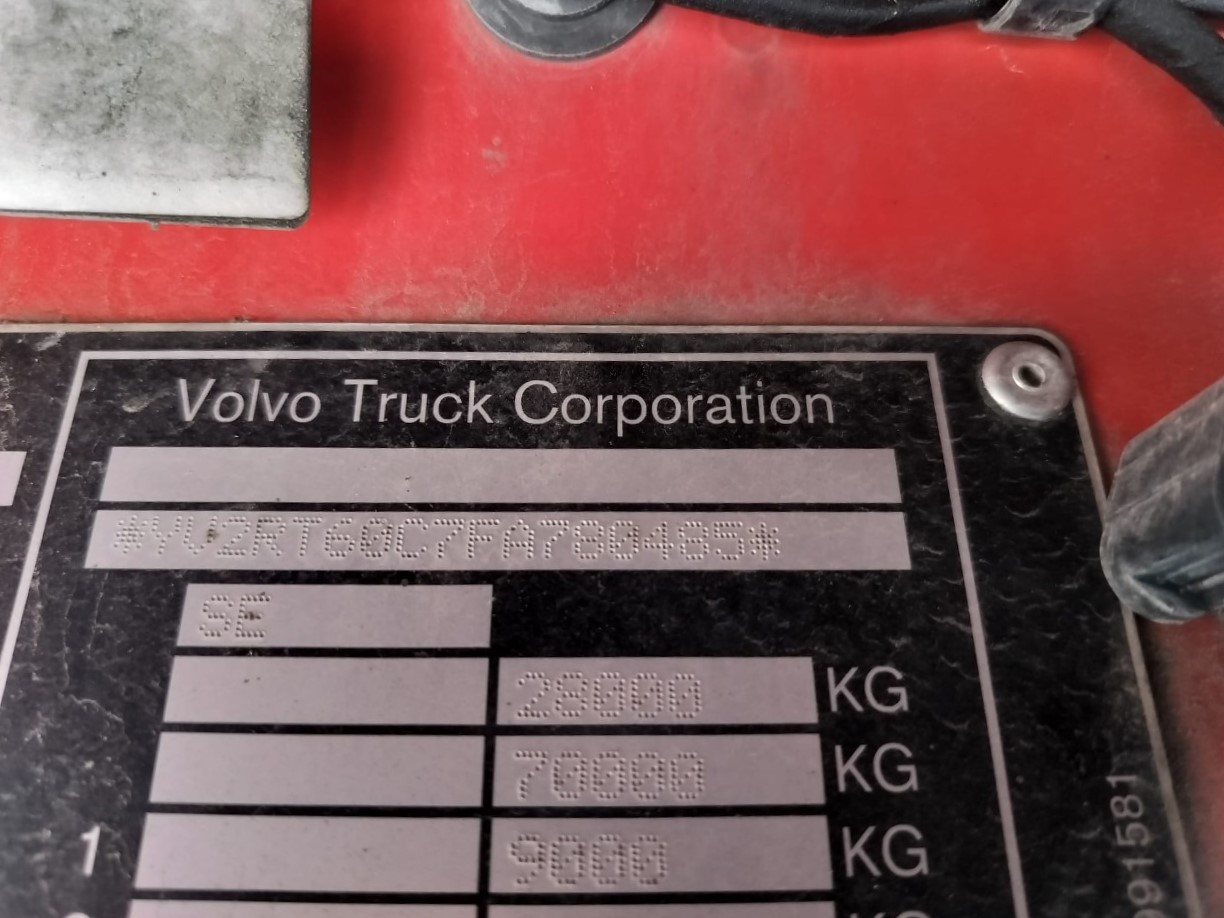 Volvo Truck Corporation
*YV2RT60C7FA780485*
SE
28000 KG
70000 KG
1 9000 KG
91581